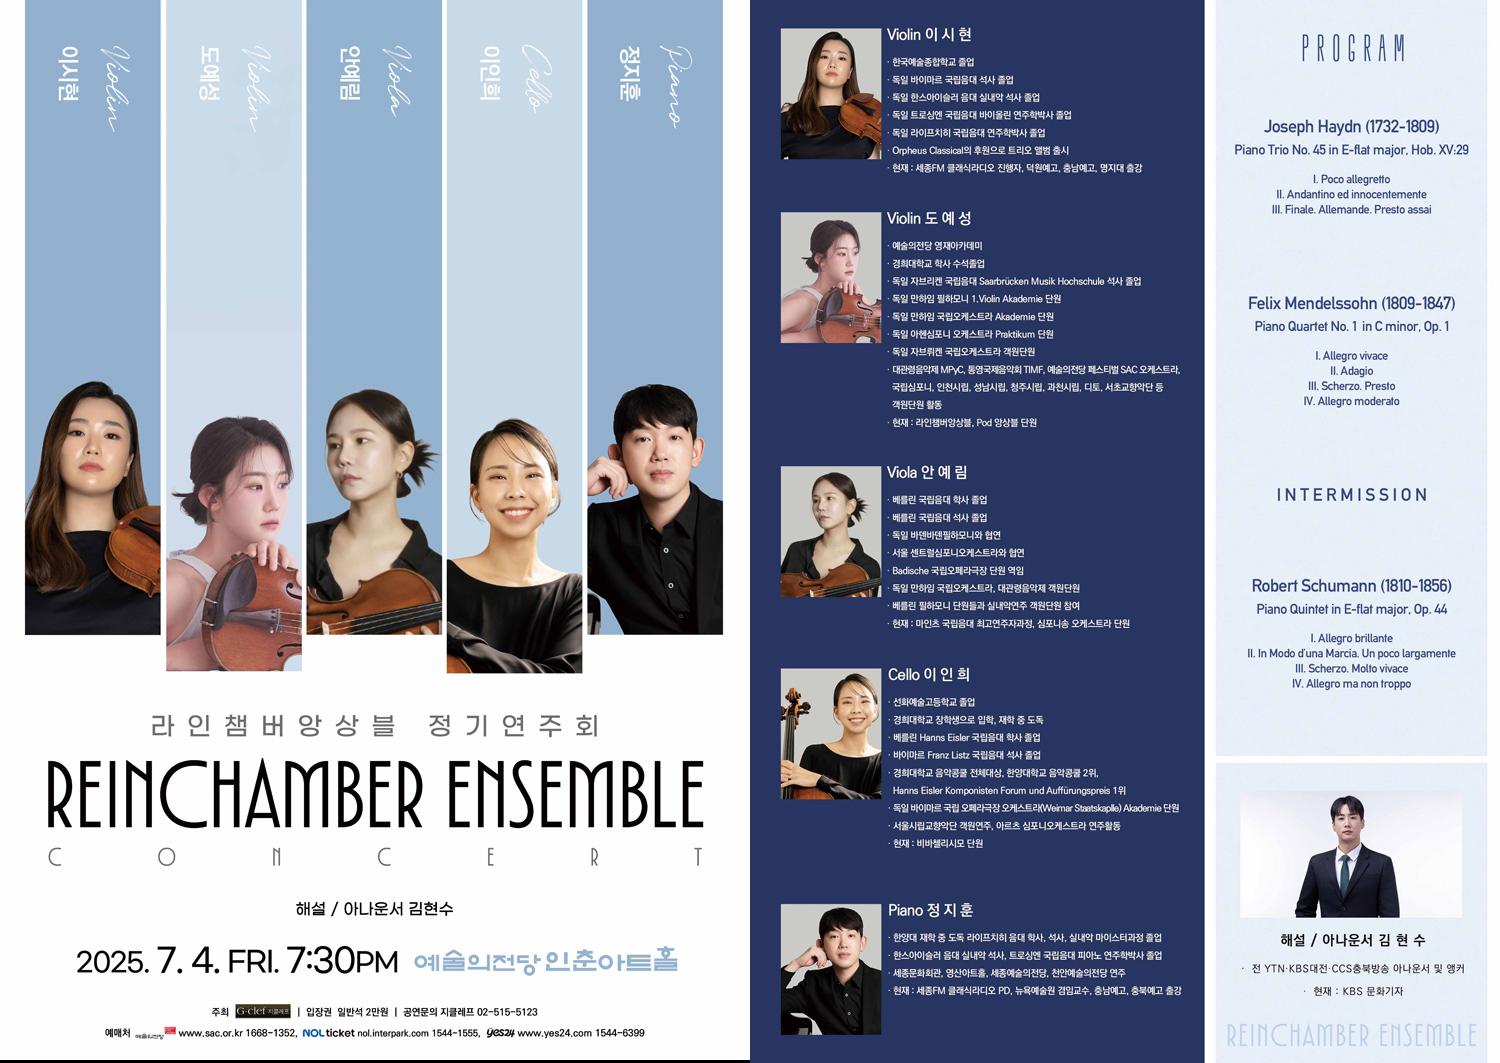 이시현
Violin
도예성
Violin
안예림
Viola
이인희
Cello
정지훈
Piano
라인챔버앙상블 정기연주회
REINCHAMBER ENSEMBLE
CONCERT
해설 / 아나운서 김현수
2025. 7. 4. FRI. 7:30PM 예술의전당 인춘아트홀
주최 G·clef 지클레프 | 입장권 일반석 2만원 | 공연문의 지클레프 02-515-5123
예매처 예술의전당 www.sac.or.kr 1668-1352, NOL ticket nol.interpark.com 1544-1555, yes24 www.yes24.com 1544-6399
Violin 이시현
· 한국예술종합학교 졸업
· 독일 바이마르 국립음대 석사 졸업
· 독일 한스아이슬러 음대 실내악 석사 졸업
· 독일 트로싱엔 국립음대 바이올린 연주학박사 졸업
· 독일 라이프치히 국립음대 연주학박사 졸업
· Orpheus Classical의 후원으로 트리오 앨범 출시
· 현재 : 세종FM 클래식라디오 진행자, 덕원예고, 충남예고, 명지대 출강
Violin 도예성
· 예술의전당 영재아카데미
· 경희대학교 학사 수석졸업
· 독일 자브리켄 국립음대 Saarbrücken Musik Hochschule 석사 졸업
· 독일 만하임 필하모니 1.Violin Akademie 단원
· 독일 만하임 국립오케스트라 Akademie 단원
· 독일 아헨심포니 오케스트라 Praktikum 단원
· 독일 자브뤼켄 국립오케스트라 객원단원
· 대관령음악제 MPyC, 통영국제음악회 TIMF, 예술의전당 페스티벌 SAC 오케스트라,
국립심포니, 인천시립, 성남시립, 청주시립, 과천시립, 디토, 서초교향악단 등
객원단원 활동
· 현재 : 라인챔버앙상블, Pod 앙상블 단원
Viola 안예림
· 베를린 국립음대 학사 졸업
· 베를린 국립음대 석사 졸업
· 독일 바덴바덴필하모니와 협연
· 서울 센트럴심포니오케스트라와 협연
· Badische 국립오페라극장 단원 역임
· 독일 만하임 국립오케스트라, 대관령음악제 객원단원
· 베를린 필하모니 단원들과 실내악연주 객원단원 참여
· 현재 : 마인츠 국립음대 최고연주자과정, 심포니송 오케스트라 단원
Cello 이인희
· 선화예술고등학교 졸업
· 경희대학교 장학생으로 입학, 재학 중 도독
· 베를린 Hanns Eisler 국립음대 학사 졸업
· 바이마르 Franz Listz 국립음대 석사 졸업
· 경희대학교 음악콩쿨 전체대상, 한양대학교 음악콩쿨 2위,
Hanns Eisler Komponisten Forum und Auffürungspreis 1위
· 독일 바이마르 국립 오페라극장 오케스트라(Weimar Staatskaplle) Akademie 단원
· 서울시립교향악단 객원연주, 아르츠 심포니오케스트라 연주활동
· 현재 : 비바첼리시모 단원
Piano 정지훈
· 한양대 재학 중 도독 라이프치히 음대 학사, 석사, 실내악 마이스터과정 졸업
· 한스아이슬러 음대 실내악 석사, 트로싱엔 국립음대 피아노 연주학박사 졸업
· 세종문화회관, 영산아트홀, 세종예술의전당, 천안예술의전당 연주
· 현재 : 세종FM 클래식라디오 PD, 뉴욕예술원 겸임교수, 충남예고, 충북예고 출강
PROGRAM
Joseph Haydn (1732-1809)
Piano Trio No. 45 in E-flat major, Hob. XV:29
I. Poco allegretto
II. Andantino ed innocentemente
III. Finale. Allemande. Presto assai
Felix Mendelssohn (1809-1847)
Piano Quartet No. 1 in C minor, Op. 1
I. Allegro vivace
II. Adagio
III. Scherzo. Presto
IV. Allegro moderato
INTERMISSION
Robert Schumann (1810-1856)
Piano Quintet in E-flat major, Op. 44
I. Allegro brillante
II. In Modo d'una Marcia. Un poco largamente
III. Scherzo. Molto vivace
IV. Allegro ma non troppo
해설 / 아나운서 김현수
· 전 YTN·KBS대전·CCS충북방송 아나운서 및 앵커
· 현재 : KBS 문화기자
REINCHAMBER ENSEMBLE